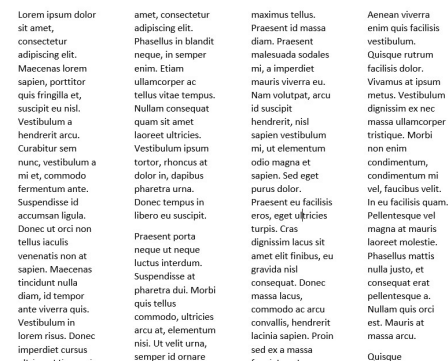 Lorem ipsum dolor
sit amet,
consectetur
adipiscing elit.
Maecenas lorem
sapien, porttitor
quis fringilla et,
suscipit eu nisl.
Vestibulum a
hendrerit arcu.
Curabitur sem
nunc, vestibulum a
mi et, commodo
fermentum ante.
Suspendisse id
accumsan ligula.
Donec ut orci non
tellus iaculis
venenatis non at
sapien. Maecenas
tincidunt nulla
diam, id tempor
ante viverra quis.
Vestibulum in
lorem risus. Donec
imperdiet cursus
amet, consectetur
adipiscing elit.
Phasellus in blandit
neque, in semper
enim. Etiam
ullamcorper ac
tellus vitae tempus.
Nullam consequat
quam sit amet
laoreet ultricies.
Vestibulum ipsum
tortor, rhoncus at
dolor in, dapibus
pharetra urna.
Donec tempus in
libero eu suscipit.
Praesent porta
neque ut neque
luctus interdum.
Suspendisse at
pharetra dui. Morbi
quis tellus
commodo, ultricies
arcu at, elementum
nisi. Ut velit urna,
semper id ornare
maximus tellus.
Praesent id massa
diam. Praesent
malesuada sodales
mi, a imperdiet
mauris viverra eu.
Nam volutpat, arcu
id suscipit
hendrerit, nisl
sapien vestibulum
mi, ut elementum
odio magna et
sapien. Sed eget
purus dolor.
Praesent eu facilisis
eros, eget ultricies
turpis. Cras
dignissim lacus sit
amet elit finibus, eu
gravida nisl
consequat. Donec
massa lacus,
commodo ac arcu
convallis, hendrerit
lacinia sapien. Proin
sed ex a massa
Aenean viverra
enim quis facilisis
vestibulum.
Quisque rutrum
facilisis dolor.
Vivamus at ipsum
metus. Vestibulum
dignissim ex nec
massa ullamcorper
tristique. Morbi
non enim
condimentum,
condimentum mi
vel, faucibus velit.
In eu facilisis quam.
Pellentesque vel
magna at mauris
laoreet molestie.
Phasellus mattis
nulla justo, et
consequat erat
pellentesque a.
Nullam quis orci
est. Mauris at
massa arcu.
Quisque